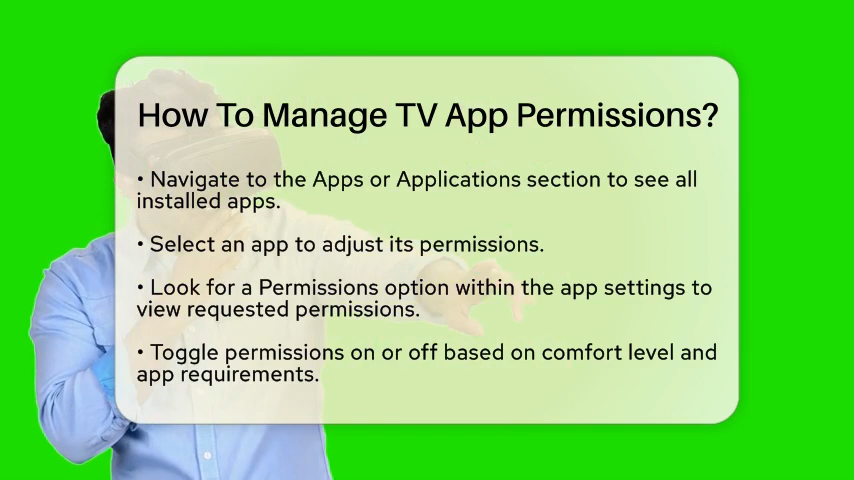 How To Manage TV App Permissions?
• Navigate to the Apps or Applications section to see all
installed apps.
• Select an app to adjust its permissions.
• Look for a Permissions option within the app settings to
view requested permissions.
• Toggle permissions on or off based on comfort level and
app requirements.